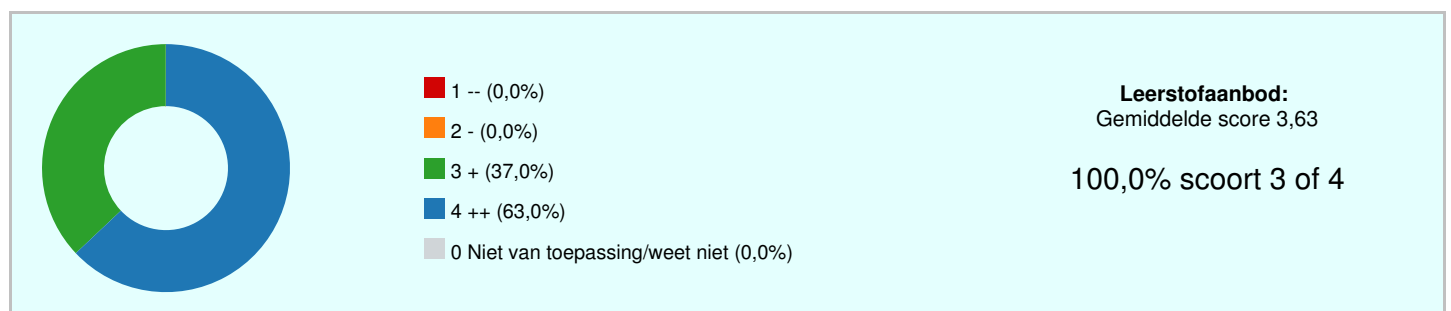 1 -- (0,0%)
2 - (0,0%)
3 + (37,0%)
4 ++ (63,0%)
0 Niet van toepassing/weet niet (0,0%)
Leerstofaanbod:
Gemiddelde score 3,63
100,0% scoort 3 of 4